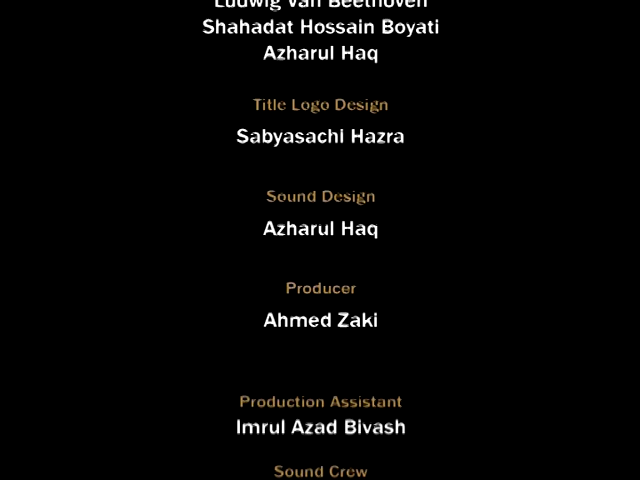 Ludwig Van Beethoven
Shahadat Hossain Boyati
Azharul Haq
Title Logo Design
Sabyasachi Hazra
Sound Design
Azharul Haq
Producer
Ahmed Zaki
Production Assistant
Imrul Azad Bivash
Sound Crew